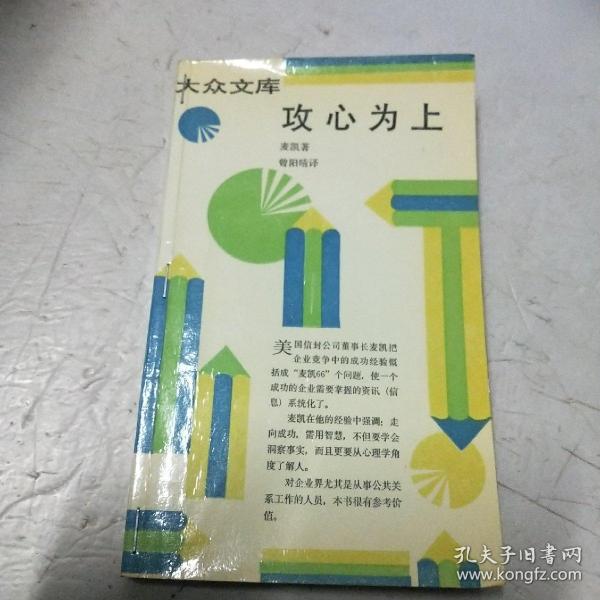 大众文库
攻心为上
麦凯著
曾阳晴译
美国信封公司董事长麦凯把
企业竞争中的成功经验概
括成“麦凯66”个问题，使一个
成功的企业需要掌握的资讯（信
息）系统化了。
麦凯在他的经验中强调：走
向成功，需用智慧，不但要学会
洞察事实，而且更要从心理学角
度了解人。
对企业界尤其是从事公共关
系工作的人员，本书很有参考价
值。
孔夫子旧书网
www.kongfz.com